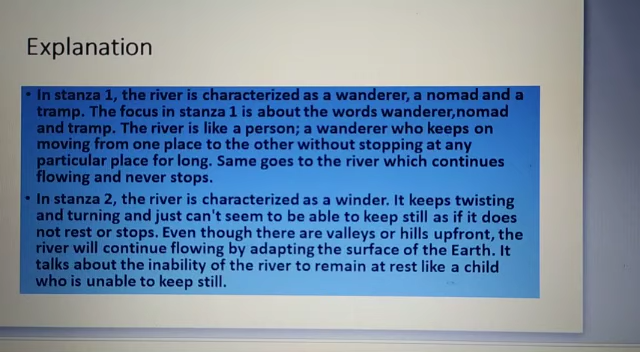 Explanation
• In stanza 1, the river is characterized as a wanderer, a nomad and a
tramp. The focus in stanza 1 is about the words wanderer,nomad
and tramp. The river is like a person; a wanderer who keeps on
moving from one place to the other without stopping at any
particular place for long. Same goes to the river which continues
flowing and never stops.
• In stanza 2, the river is characterized as a winder. It keeps twisting
and turning and just can't seem to be able to keep still as if it does
not rest or stops. Even though there are valleys or hills upfront, the
river will continue flowing by adapting the surface of the Earth. It
talks about the inability of the river to remain at rest like a child
who is unable to keep still.